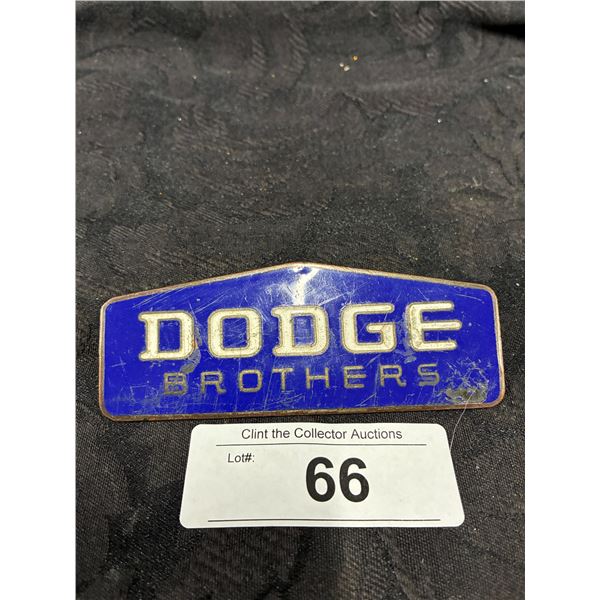 DODGE
BROTHERS
Clint the Collector Auctions
Lot#:
66